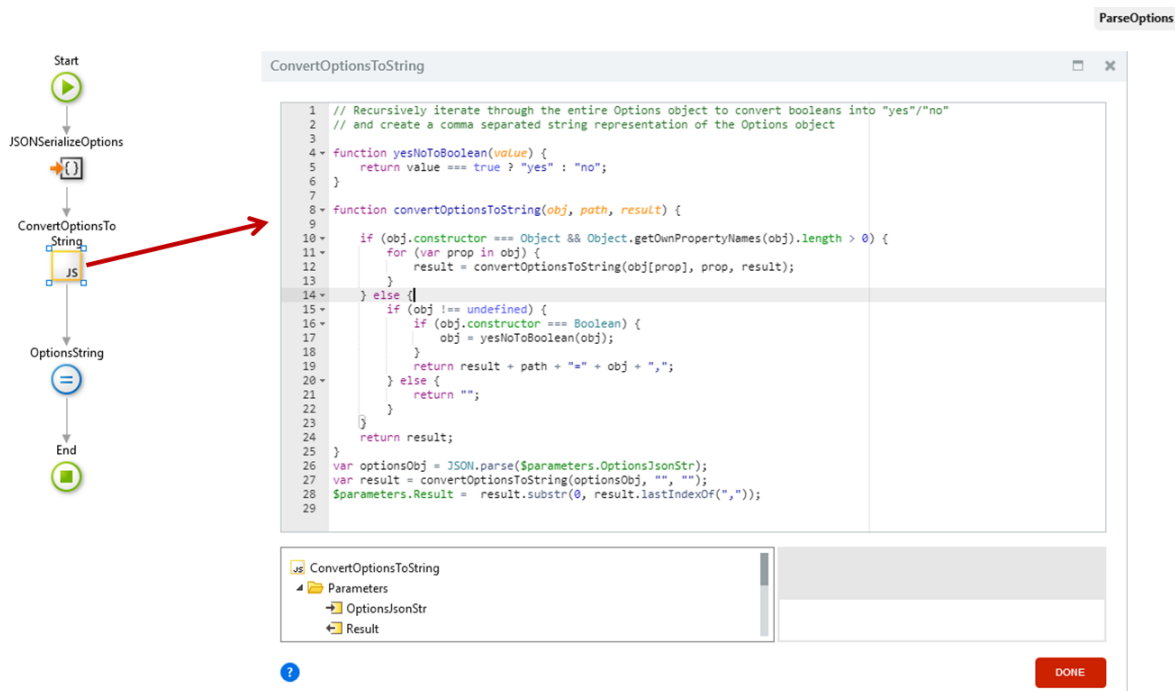 ParseOptions
Start
JSONSerializeOptions
{}
ConvertOptionsTo
String
JS
OptionsString
=
End
ConvertOptionsToString
1 // Recursively iterate through the entire Options object to convert booleans into "yes"/"no"
2 // and create a comma separated string representation of the Options object
3
4 function yesNoToBoolean(value) {
5     return value === true ? "yes" : "no";
6 }
7
8 function convertOptionsToString(obj, path, result) {
9
10     if (obj.constructor === Object && Object.getOwnPropertyNames(obj).length > 0) {
11         for (var prop in obj) {
12             result = convertOptionsToString(obj[prop], prop, result);
13         }
14     } else {
15         if (obj !== undefined) {
16             if (obj.constructor === Boolean) {
17                 obj = yesNoToBoolean(obj);
18             }
19             return result + path + "=" + obj + ",";
20         } else {
21             return "";
22         }
23     }
24     return result;
25 }
26 var optionsObj = JSON.parse($parameters.OptionsJsonStr);
27 var result = convertOptionsToString(optionsObj, "", "");
28 $parameters.Result =  result.substr(0, result.lastIndexOf(","));
29
JS ConvertOptionsToString
Parameters
OptionsJsonStr
Result
?
DONE